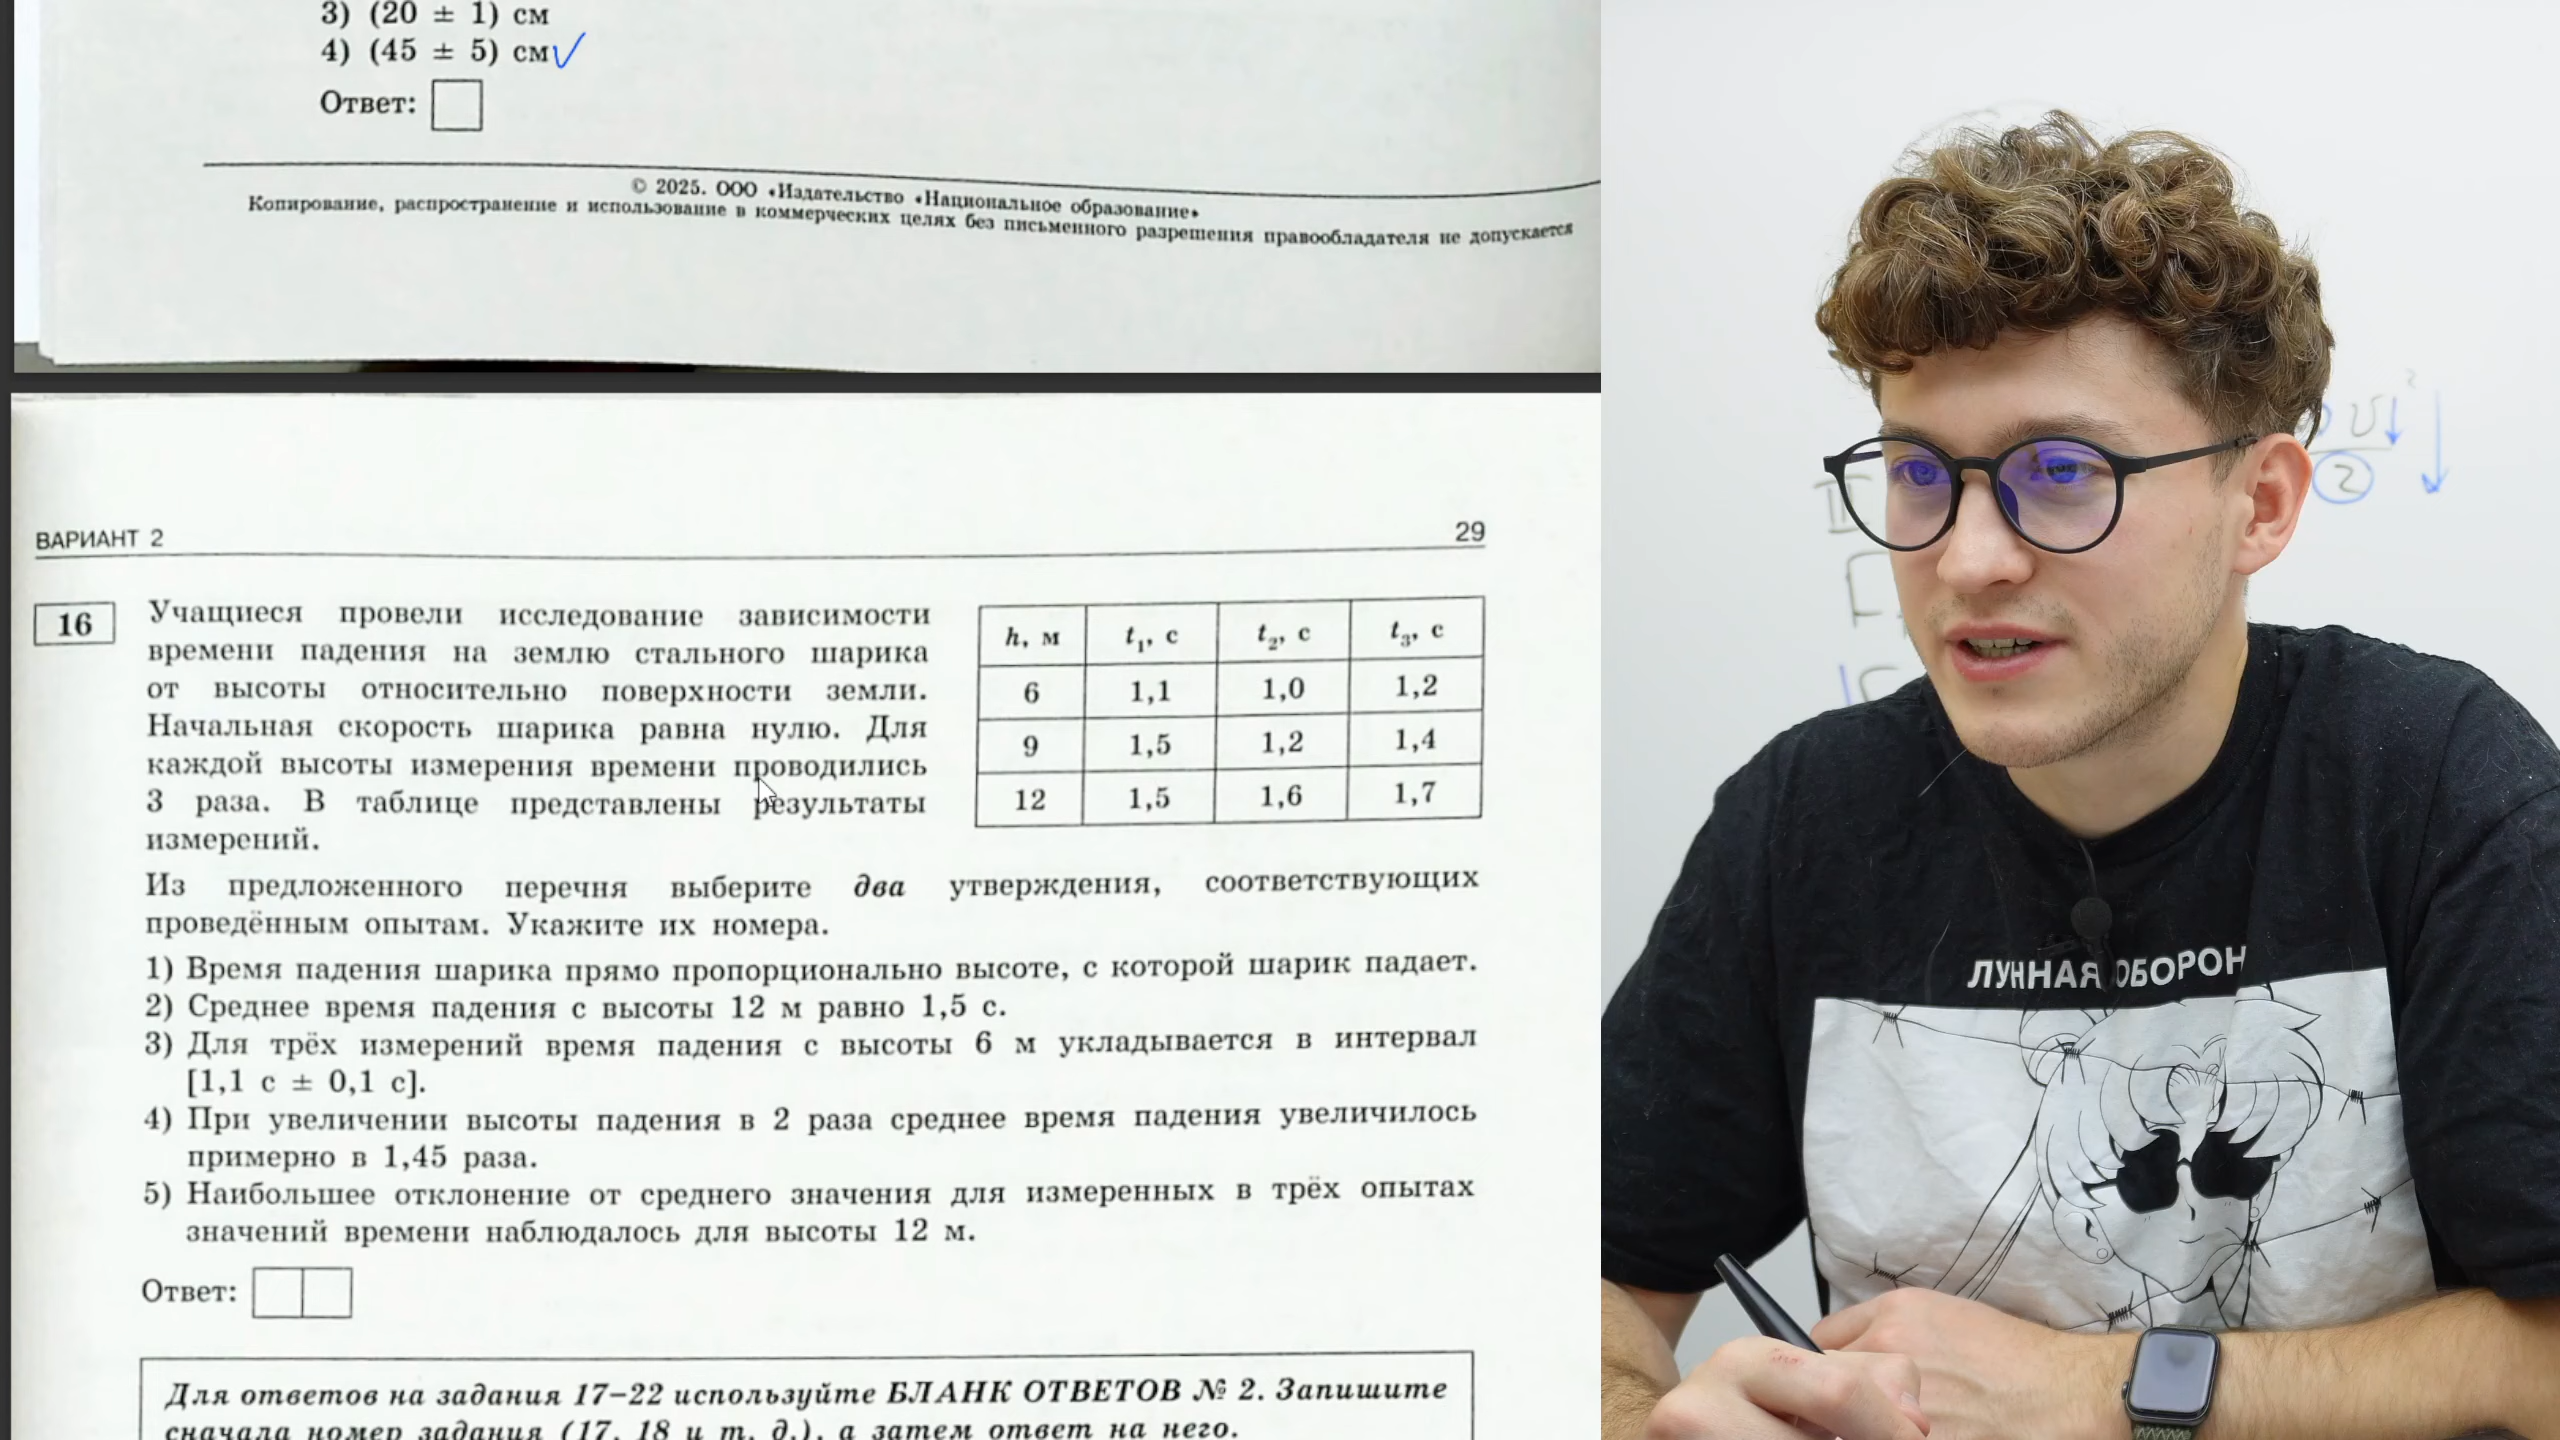 3) (20 ± 1) см
4) (45 ± 5) см
Ответ:
© 2025. ООО «Издательство «Национальное образование»
Копирование, распространение и использование в коммерческих целях без письменного разрешения правообладателя не допускается
ВАРИАНТ 2
29
16
Учащиеся провели исследование зависимости
времени падения на землю стального шарика
от высоты относительно поверхности земли.
Начальная скорость шарика равна нулю. Для
каждой высоты измерения времени проводились
3 раза. В таблице представлены результаты
измерений.
h, м t₁, с t₂, с t₃, с
6 1,1 1,0 1,2
9 1,5 1,2 1,4
12 1,5 1,6 1,7
Из предложенного перечня выберите два утверждения, соответствующих
проведённым опытам. Укажите их номера.
1) Время падения шарика прямо пропорционально высоте, с которой шарик падает.
2) Среднее время падения с высоты 12 м равно 1,5 с.
3) Для трёх измерений время падения с высоты 6 м укладывается в интервал
[1,1 с ± 0,1 с].
4) При увеличении высоты падения в 2 раза среднее время падения увеличилось
примерно в 1,45 раза.
5) Наибольшее отклонение от среднего значения для измеренных в трёх опытах
значений времени наблюдалось для высоты 12 м.
Ответ:
Для ответов на задания 17–22 используйте БЛАНК ОТВЕТОВ № 2. Запишите
сначала номер задания (17, 18 и т. д.), а затем ответ на него.
ЛУННАЯ ОБОРОН
2